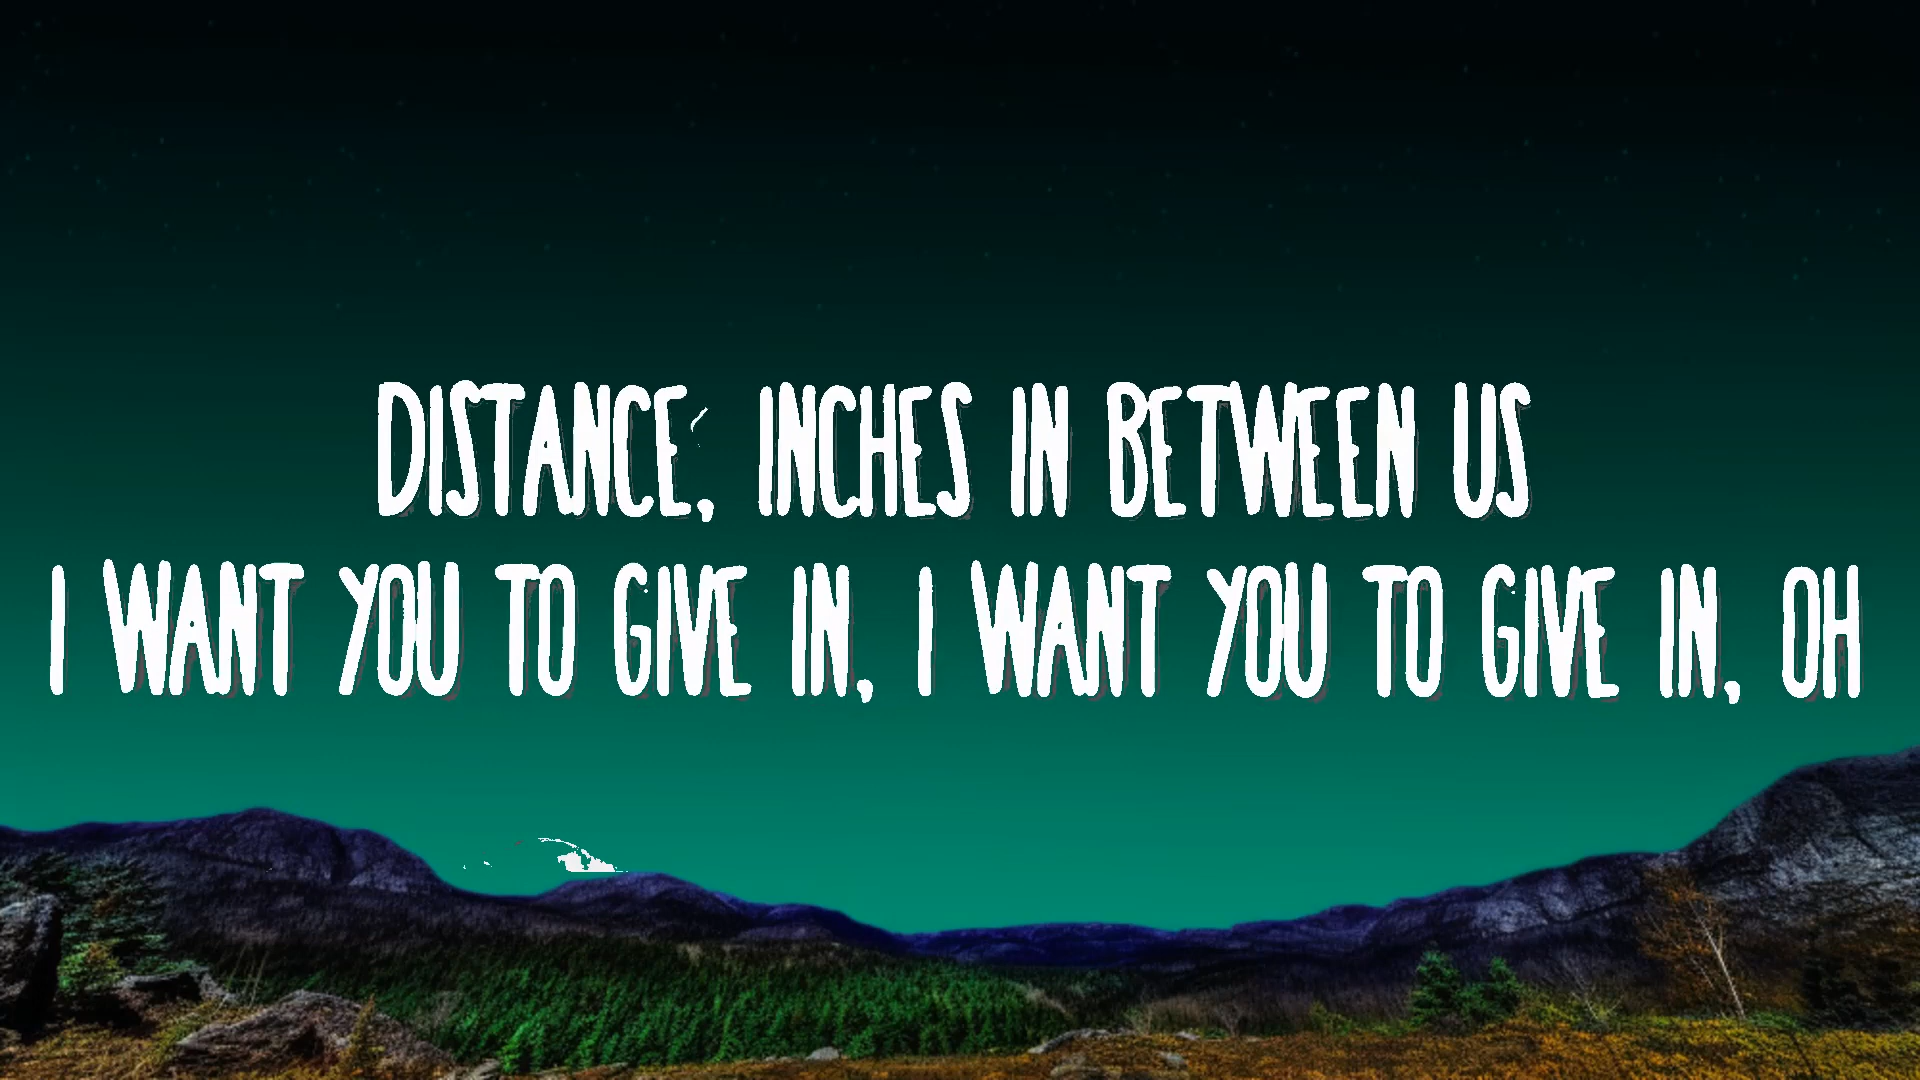 DISTANCE, INCHES IN BETWEEN US
I WANT YOU TO GIVE IN, I WANT YOU TO GIVE IN, OH